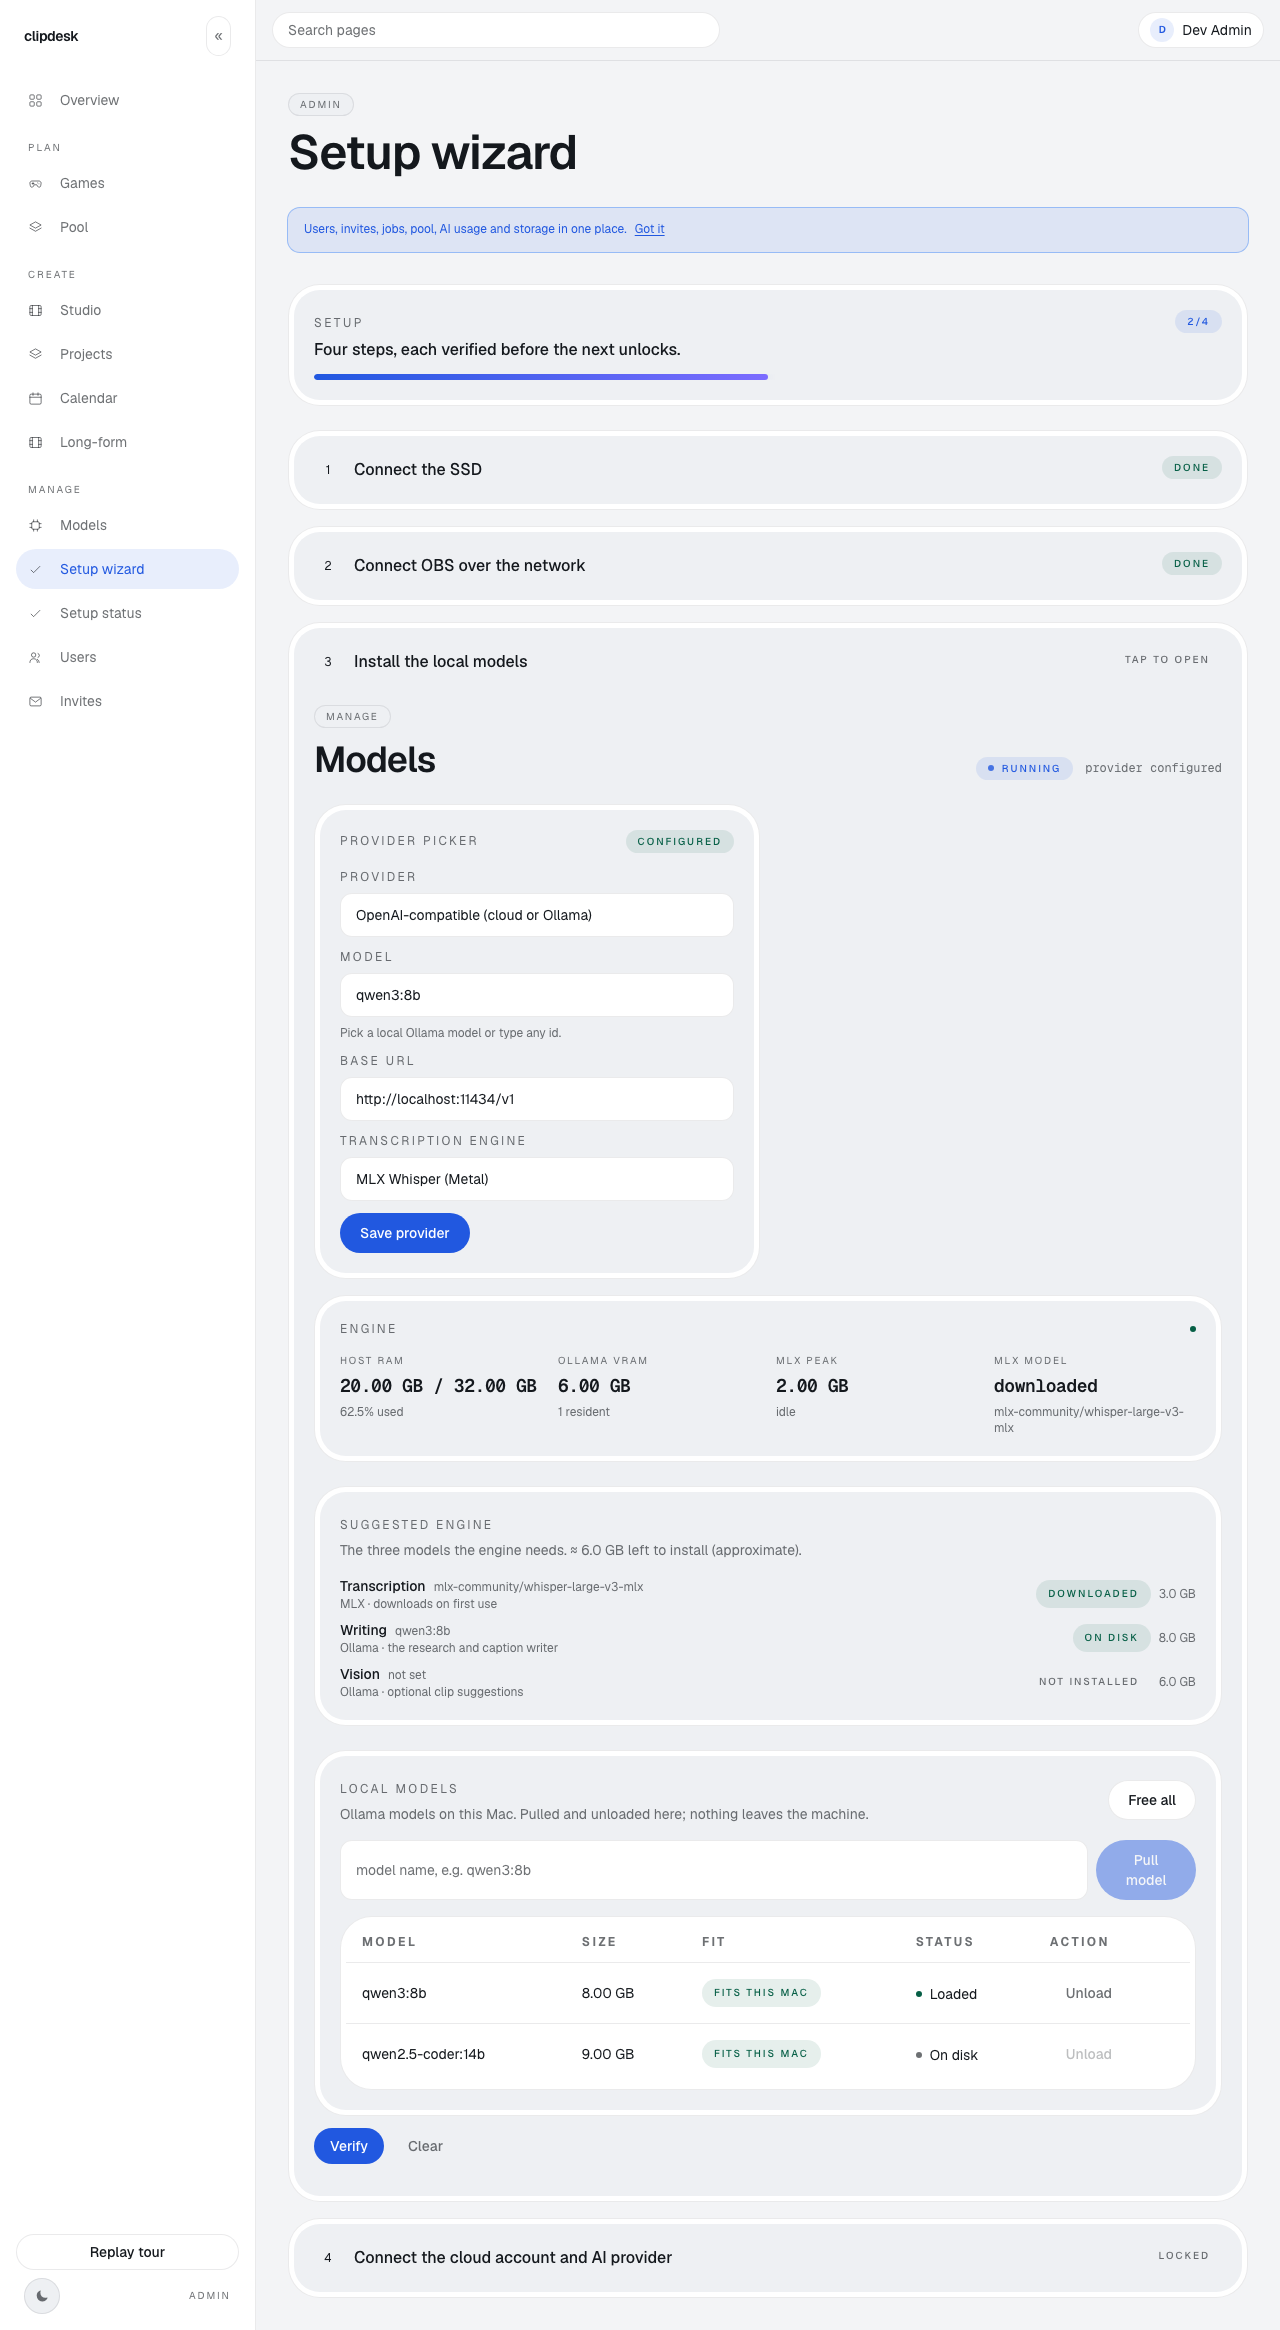 clipdesk
«
Search pages
D
Dev Admin
Overview
PLAN
Games
Pool
CREATE
Studio
Projects
Calendar
Long-form
MANAGE
Models
Setup wizard
Setup status
Users
Invites
Replay tour
ADMIN
ADMIN
Setup wizard
Users, invites, jobs, pool, AI usage and storage in one place. Got it
SETUP
2/4
Four steps, each verified before the next unlocks.
1 Connect the SSD DONE
2 Connect OBS over the network DONE
3 Install the local models TAP TO OPEN
MANAGE
Models
RUNNING provider configured
PROVIDER PICKER CONFIGURED
PROVIDER
OpenAI-compatible (cloud or Ollama)
MODEL
qwen3:8b
Pick a local Ollama model or type any id.
BASE URL
http://localhost:11434/v1
TRANSCRIPTION ENGINE
MLX Whisper (Metal)
Save provider
ENGINE
HOST RAM OLLAMA VRAM MLX PEAK MLX MODEL
20.00 GB / 32.00 GB 6.00 GB 2.00 GB downloaded
62.5% used 1 resident idle mlx-community/whisper-large-v3-
mlx
SUGGESTED ENGINE
The three models the engine needs. ≈ 6.0 GB left to install (approximate).
Transcription mlx-community/whisper-large-v3-mlx
MLX · downloads on first use
DOWNLOADED 3.0 GB
Writing qwen3:8b
Ollama · the research and caption writer
ON DISK 8.0 GB
Vision not set
Ollama · optional clip suggestions
NOT INSTALLED 6.0 GB
LOCAL MODELS
Ollama models on this Mac. Pulled and unloaded here; nothing leaves the machine.
Free all
model name, e.g. qwen3:8b
Pull
model
MODEL SIZE FIT STATUS ACTION
qwen3:8b 8.00 GB FITS THIS MAC Loaded Unload
qwen2.5-coder:14b 9.00 GB FITS THIS MAC On disk Unload
Verify Clear
4 Connect the cloud account and AI provider LOCKED